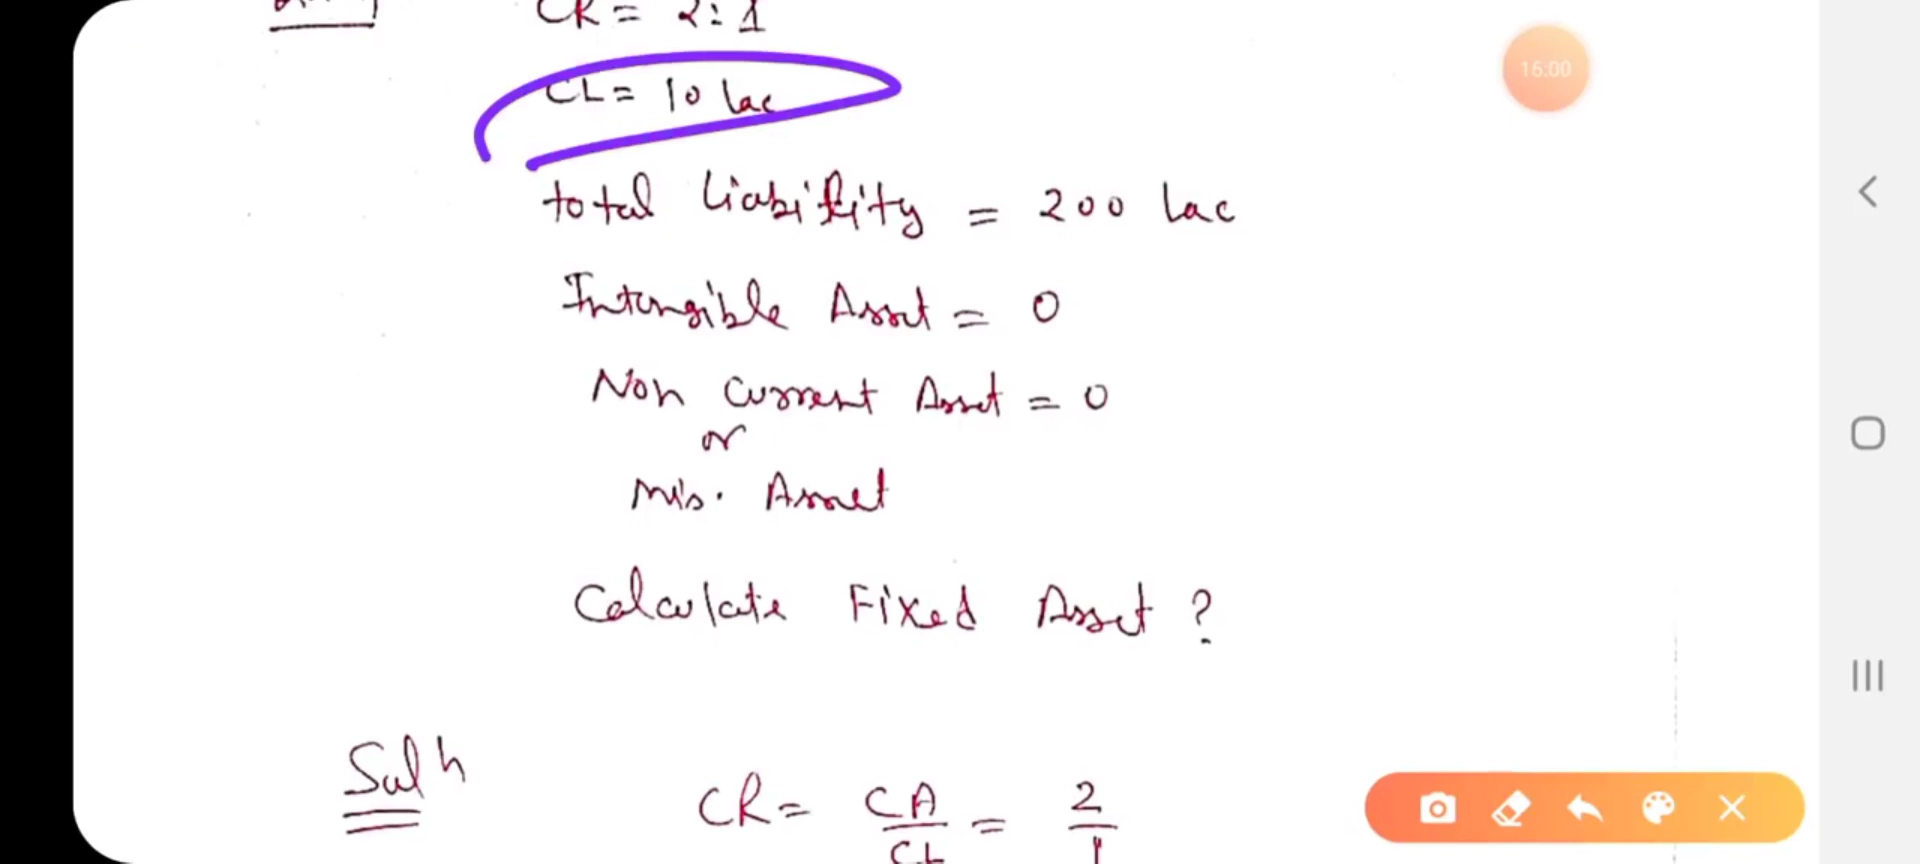 CR = 2:1
16:00
CL = 10 lac
total Liability = 200 lac
Intangible Asset = 0
Non Current Asset = 0
or
Mis. Asset
Calculate Fixed Asset ?
Soln
CR = CA/CL = 2/1